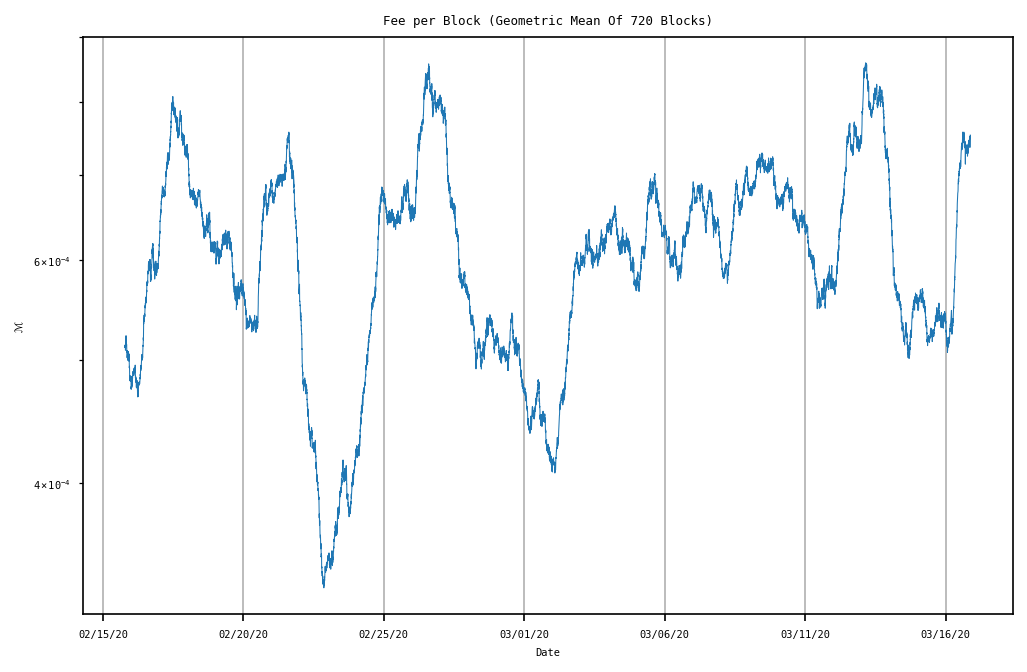 Fee per Block (Geometric Mean Of 720 Blocks)
6×10⁻⁴
ℳ
4×10⁻⁴
02/15/20 02/20/20 02/25/20 03/01/20 03/06/20 03/11/20 03/16/20
Date